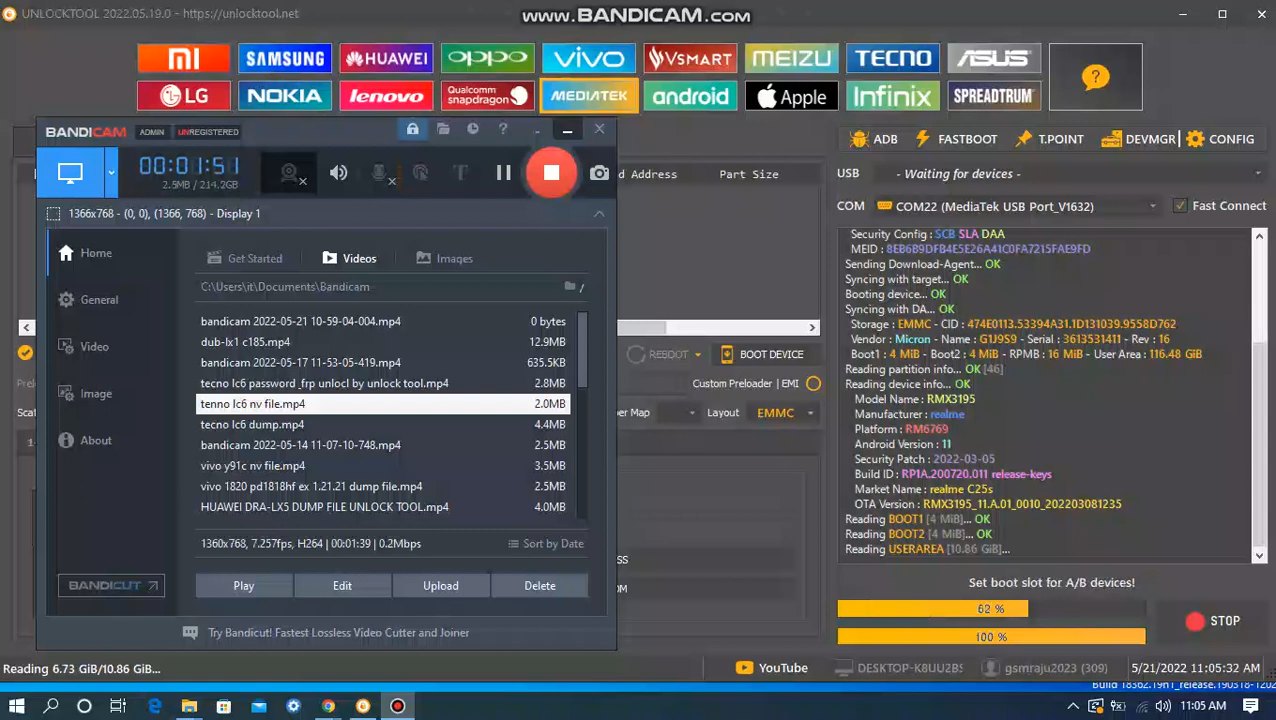 UNLOCKTOOL 2022.05.19.0 - https://unlocktool.net
www.BANDICAM.com
MI SAMSUNG HUAWEI OPPO VIVO VSMART MEIZU TECNO ASUS ?
LG NOKIA lenovo Qualcomm snapdragon MEDIATEK android Apple Infinix SPREADTRUM
BANDICAM ADMIN UNREGISTERED ?
00:01:51
2.5MB / 214.2GB
1366x768 - (0, 0), (1366, 768) - Display 1
Home
General
Video
Image
About
BANDICUT
Get Started Videos Images
C:\Users\it\Documents\Bandicam /
bandicam 2022-05-21 10-59-04-004.mp4 0 bytes
dub-lx1 c185.mp4 12.9MB
bandicam 2022-05-17 11-53-05-419.mp4 635.5KB
tecno lc6 password_frp unlocl by unlock tool.mp4 2.8MB
tenno lc6 nv file.mp4 2.0MB
tecno lc6 dump.mp4 4.4MB
bandicam 2022-05-14 11-07-10-748.mp4 2.5MB
vivo y91c nv file.mp4 3.5MB
vivo 1820 pd1818hf ex 1.21.21 dump file.mp4 2.5MB
HUAWEI DRA-LX5 DUMP FILE UNLOCK TOOL.mp4 4.0MB
1360x768, 7.257fps, H264 | 00:01:39 | 0.2Mbps Sort by Date
Play Edit Upload Delete
Try Bandicut! Fastest Lossless Video Cutter and Joiner
d Address Part Size
REBOOT BOOT DEVICE
Custom Preloader | EMI
per Map Layout EMMC
ADB FASTBOOT T.POINT DEVMGR CONFIG
USB - Waiting for devices -
COM COM22 (MediaTek USB Port_V1632) Fast Connect
Security Config : SCB SLA DAA
MEID : 8EB6B9DFB4E5E26A41C0FA7215FAE9FD
Sending Download-Agent... OK
Syncing with target... OK
Booting device... OK
Syncing with DA... OK
Storage : EMMC - CID : 474E0113.53394A31.1D131039.9558D762
Vendor : Micron - Name : G1J9S9 - Serial : 3613531411 - Rev : 16
Boot1 : 4 MiB - Boot2 : 4 MiB - RPMB : 16 MiB - User Area : 116.48 GiB
Reading partition info... OK [46]
Reading device info... OK
Model Name : RMX3195
Manufacturer : realme
Platform : RM6769
Android Version : 11
Security Patch : 2022-03-05
Build ID : RP1A.200720.011 release-keys
Market Name : realme C25s
OTA Version : RMX3195_11.A.01_0010_202203081235
Reading BOOT1 [4 MiB]... OK
Reading BOOT2 [4 MiB]... OK
Reading USERAREA [10.86 GiB]...
Set boot slot for A/B devices!
62 %
100 %
STOP
Reading 6.73 GiB/10.86 GiB... YouTube DESKTOP-K8UU2BS gsmraju2023 (309) 5/21/2022 11:05:32 AM
11:05 AM